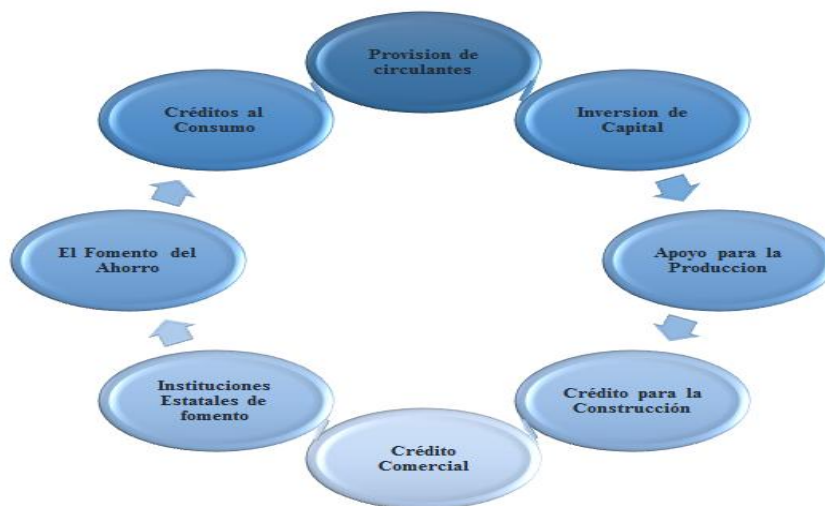 Provision de
circulantes
Inversion de
Capital
Apoyo para la
Produccion
Crédito para la
Construcción
Crédito
Comercial
Instituciones
Estatales de
fomento
El Fomento del
Ahorro
Créditos al
Consumo